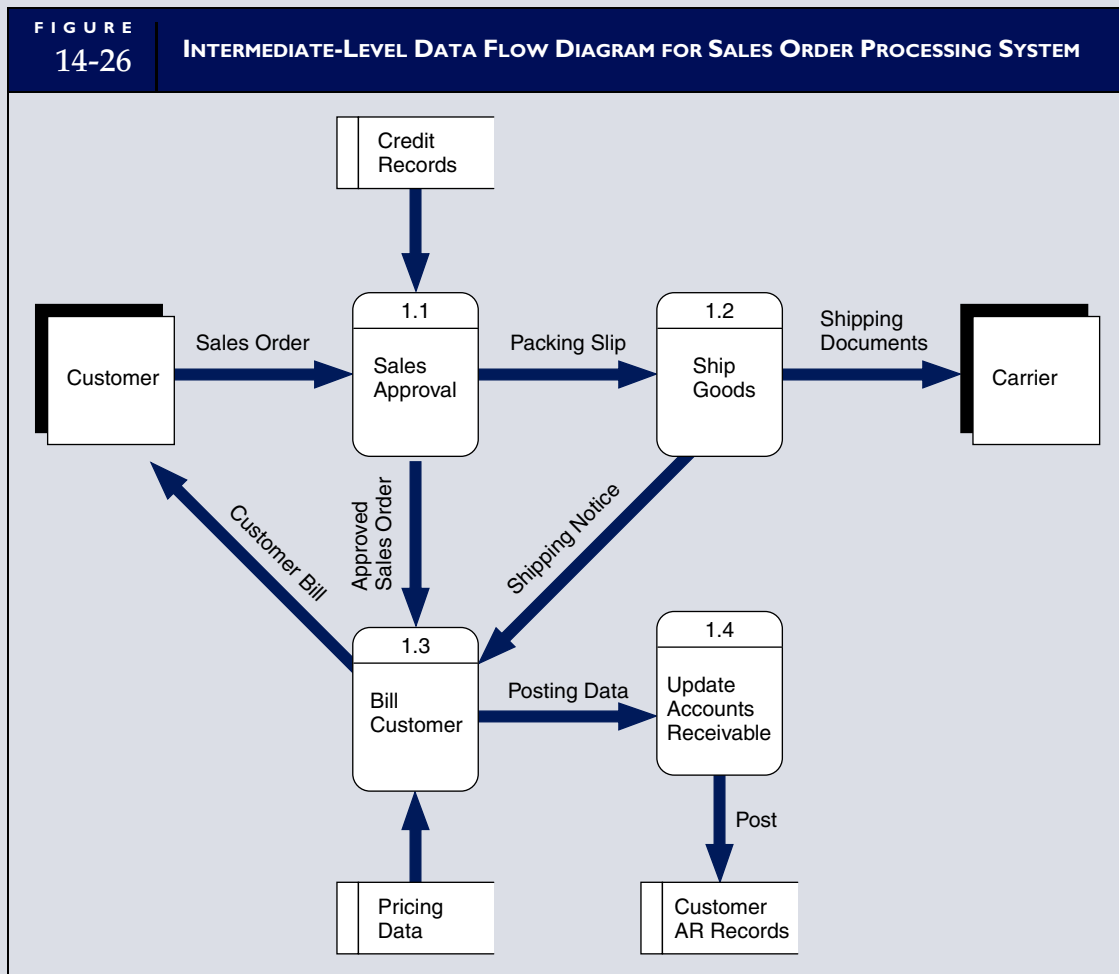 FIGURE
14-26
INTERMEDIATE-LEVEL DATA FLOW DIAGRAM FOR SALES ORDER PROCESSING SYSTEM
Credit
Records
Customer
Sales Order
1.1
Sales
Approval
Packing Slip
1.2
Ship
Goods
Shipping
Documents
Carrier
Customer Bill
Approved
Sales Order
Shipping Notice
1.3
Bill
Customer
Posting Data
1.4
Update
Accounts
Receivable
Post
Pricing
Data
Customer
AR Records